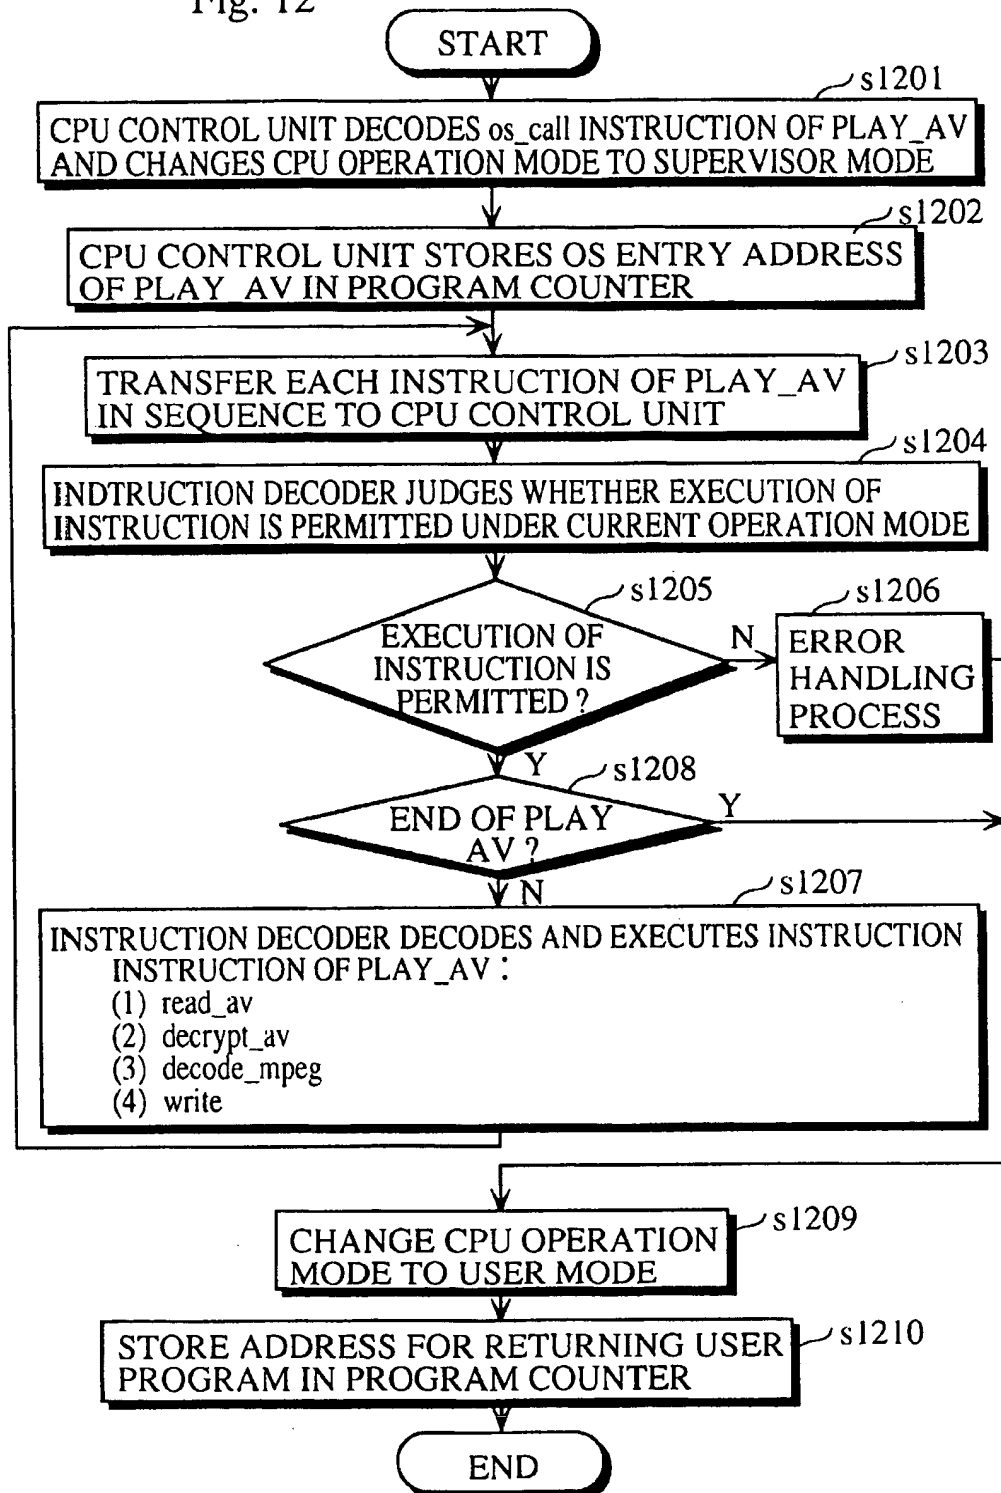 Fig. 12
START
s1201
CPU CONTROL UNIT DECODES os_call INSTRUCTION OF PLAY_AV
AND CHANGES CPU OPERATION MODE TO SUPERVISOR MODE
s1202
CPU CONTROL UNIT STORES OS ENTRY ADDRESS
OF PLAY_AV IN PROGRAM COUNTER
s1203
TRANSFER EACH INSTRUCTION OF PLAY_AV
IN SEQUENCE TO CPU CONTROL UNIT
s1204
INDTRUCTION DECODER JUDGES WHETHER EXECUTION OF
INSTRUCTION IS PERMITTED UNDER CURRENT OPERATION MODE
s1205
EXECUTION OF
INSTRUCTION IS
PERMITTED ?
N
s1206
ERROR
HANDLING
PROCESS
Y
s1208
END OF PLAY
AV ?
Y
N
s1207
INSTRUCTION DECODER DECODES AND EXECUTES INSTRUCTION
INSTRUCTION OF PLAY_AV :
(1) read_av
(2) decrypt_av
(3) decode_mpeg
(4) write
s1209
CHANGE CPU OPERATION
MODE TO USER MODE
s1210
STORE ADDRESS FOR RETURNING USER
PROGRAM IN PROGRAM COUNTER
END